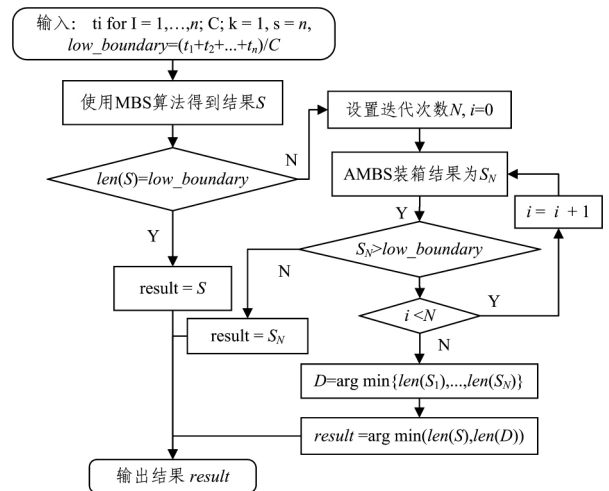 输入: ti for I = 1,…,n; C; k = 1, s = n,
low_boundary=(t1+t2+...+tn)/C
使用MBS算法得到结果S
len(S)=low_boundary
N
Y
result = S
设置迭代次数N, i=0
AMBS装箱结果为SN
i = i + 1
Y
SN>low_boundary
N
result = SN
i <N
Y
N
D=arg min{len(S1),...,len(SN)}
result =arg min(len(S),len(D))
输出结果 result